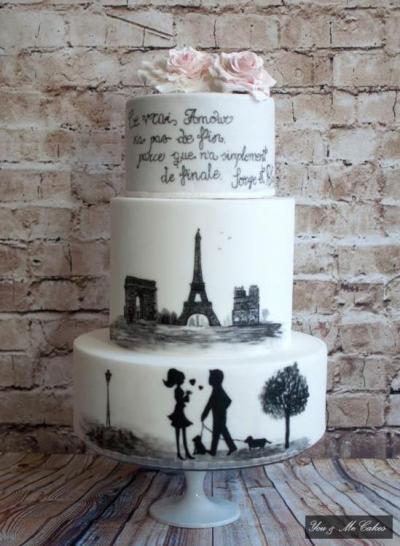 Le vrai Amour
n'a pas de fin,
parce que n'a simplement
de finale.
You & Me Cakes